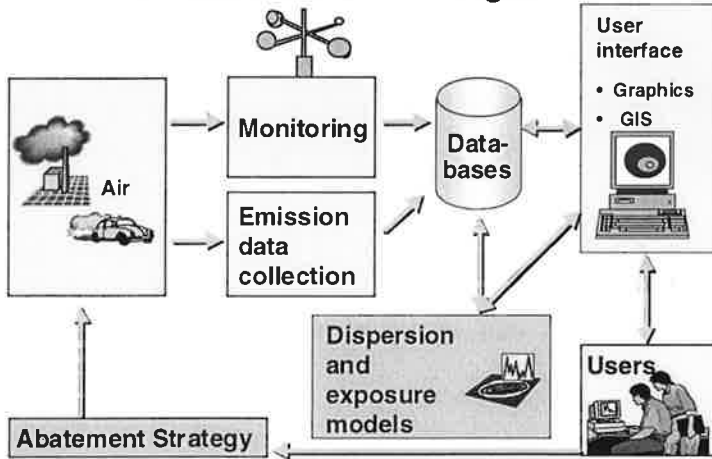 User
interface
• Graphics
• GIS
Monitoring
Data-
bases
Air
Emission
data
collection
Dispersion
and
exposure
models
Users
Abatement Strategy